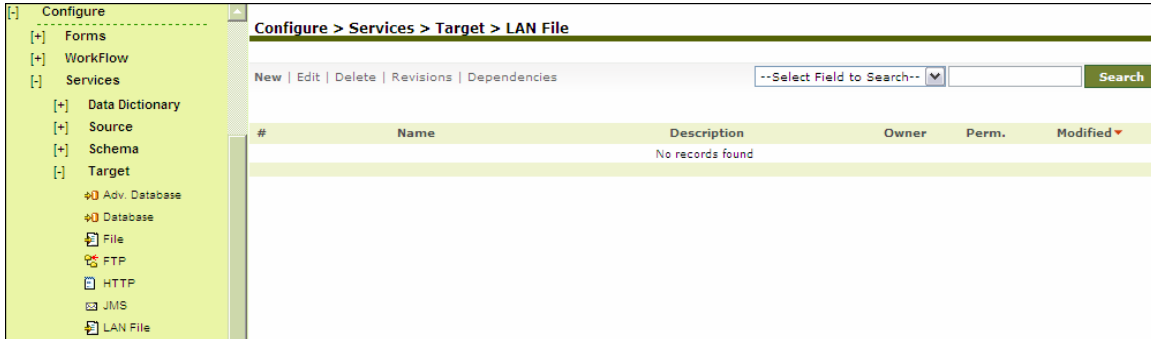 [-] Configure
[+] Forms
[+] WorkFlow
[-] Services
[+] Data Dictionary
[+] Source
[+] Schema
[-] Target
Adv. Database
Database
File
FTP
HTTP
JMS
LAN File
Configure > Services > Target > LAN File
New | Edit | Delete | Revisions | Dependencies
--Select Field to Search-- Search
# Name Description Owner Perm. Modified
No records found